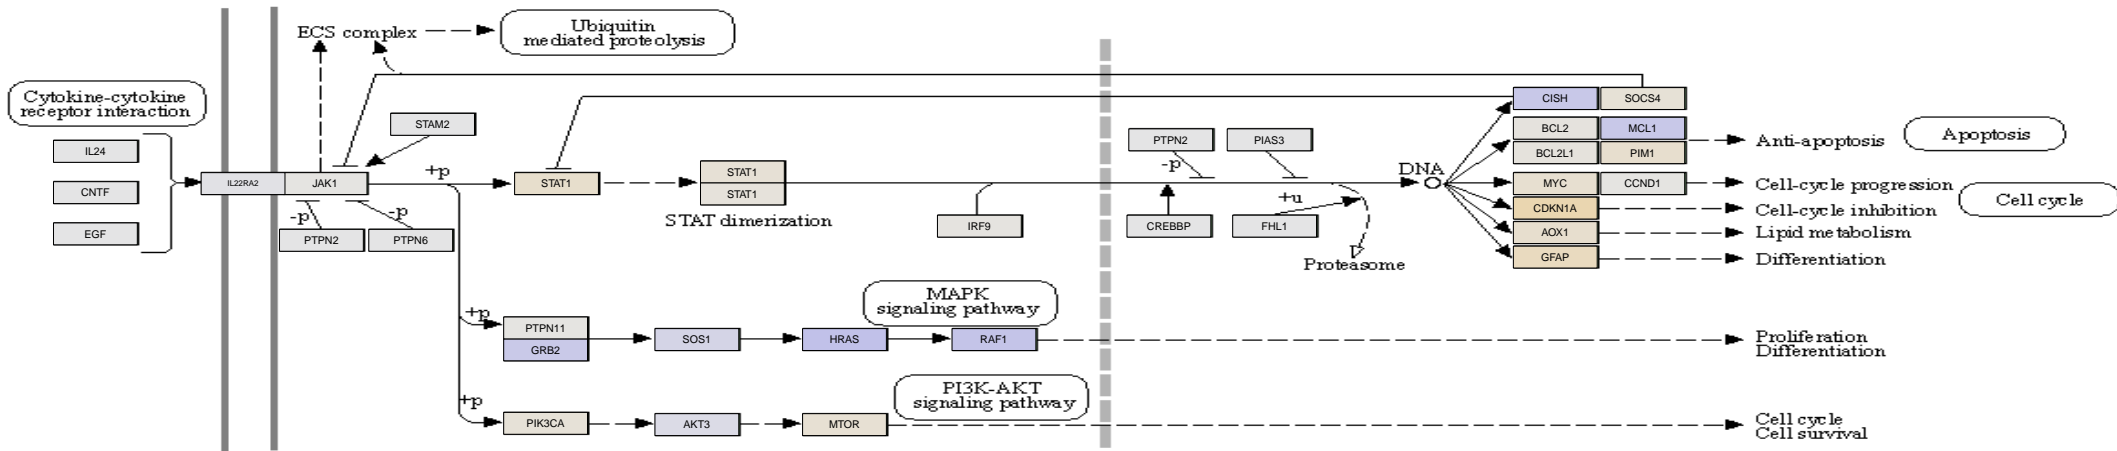 ECS complex
Ubiquitin
mediated proteolysis
Cytokine-cytokine
receptor interaction
IL24
CNTF
EGF
IL22RA2
JAK1
STAM2
+p
-p
-p
PTPN2
PTPN6
STAT1
STAT1
STAT1
STAT dimerization
IRF9
PTPN2
PIAS3
-p
CREBBP
+u
FHL1
Proteasome
DNA
CISH
SOCS4
BCL2
MCL1
BCL2L1
PIM1
MYC
CCND1
CDKN1A
AOX1
GFAP
Anti-apoptosis
Apoptosis
Cell-cycle progression
Cell-cycle inhibition
Cell cycle
Lipid metabolism
Differentiation
+p
PTPN11
GRB2
SOS1
HRAS
RAF1
MAPK
signaling pathway
Proliferation
Differentiation
+p
PIK3CA
AKT3
MTOR
PI3K-AKT
signaling pathway
Cell cycle
Cell survival